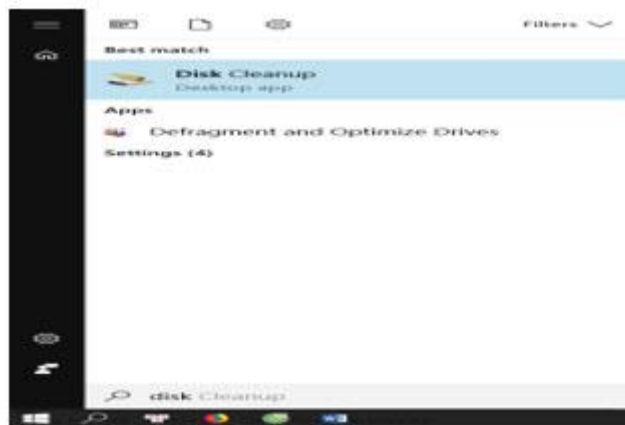 Filters
Best match
Disk Cleanup
Desktop app
Apps
Defragment and Optimize Drives
Settings (4)
disk Cleanup